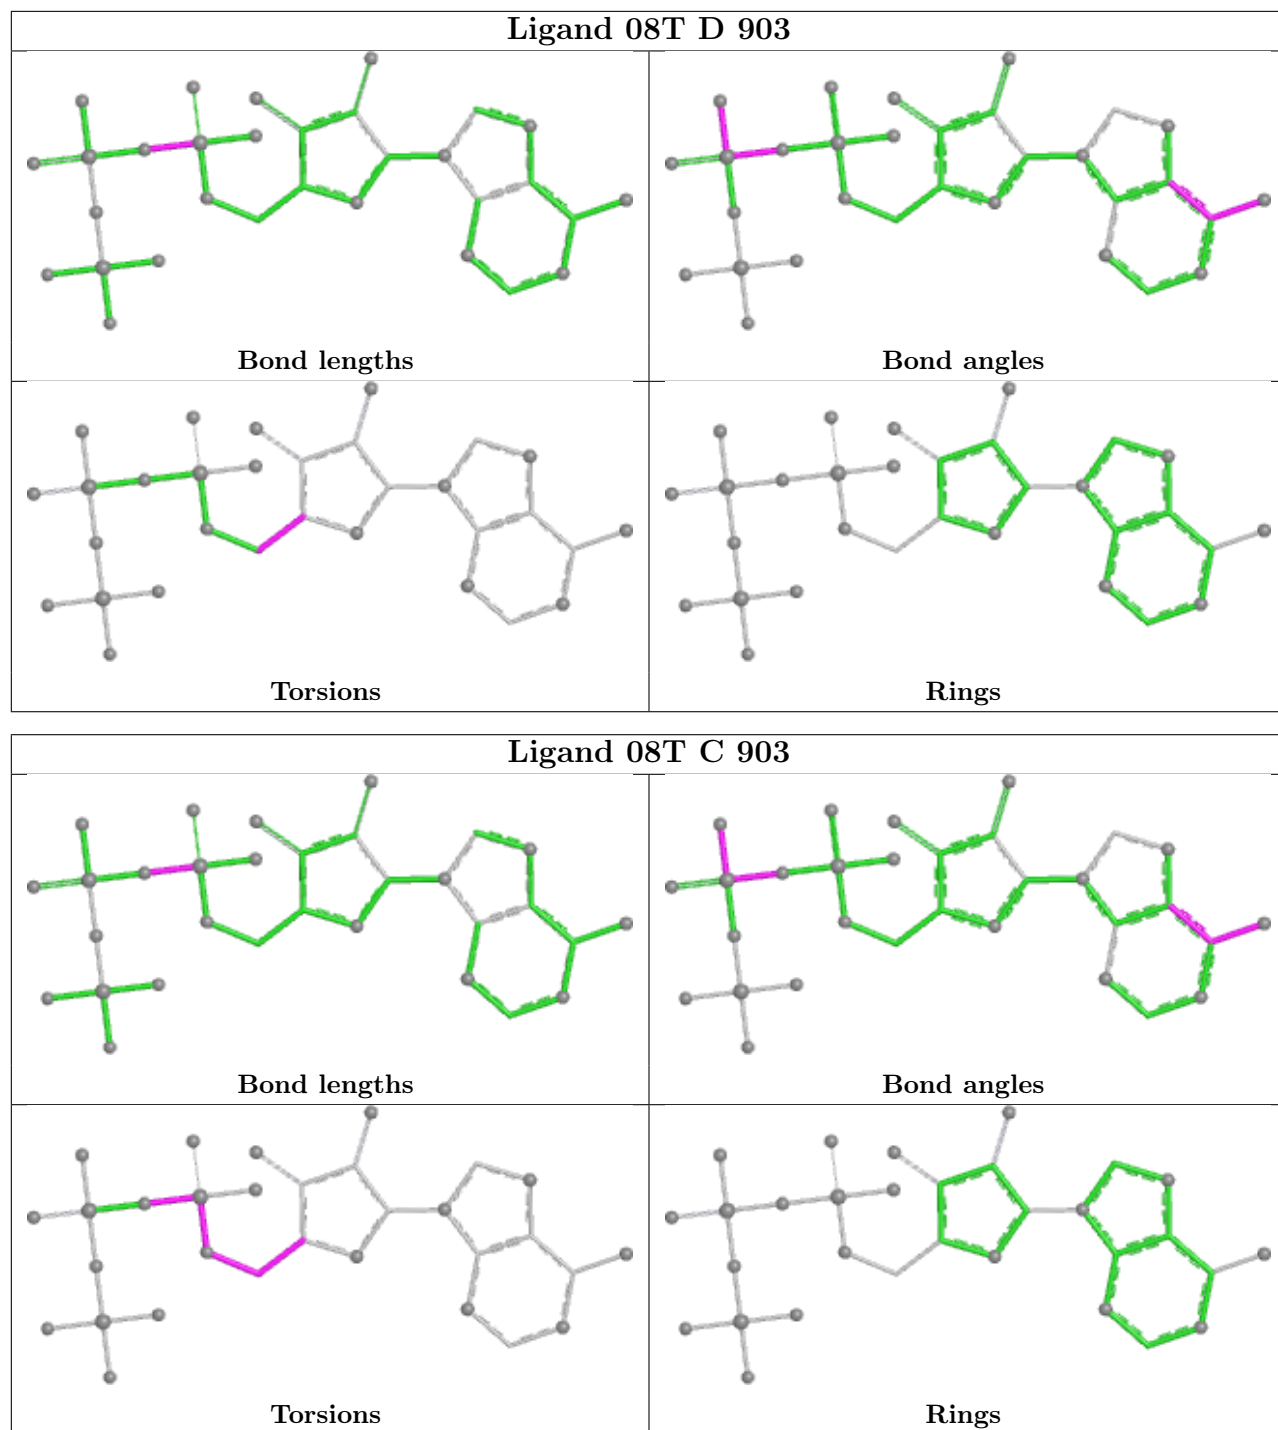 Ligand 08T D 903
Bond lengths
Bond angles
Torsions
Rings
Ligand 08T C 903
Bond lengths
Bond angles
Torsions
Rings